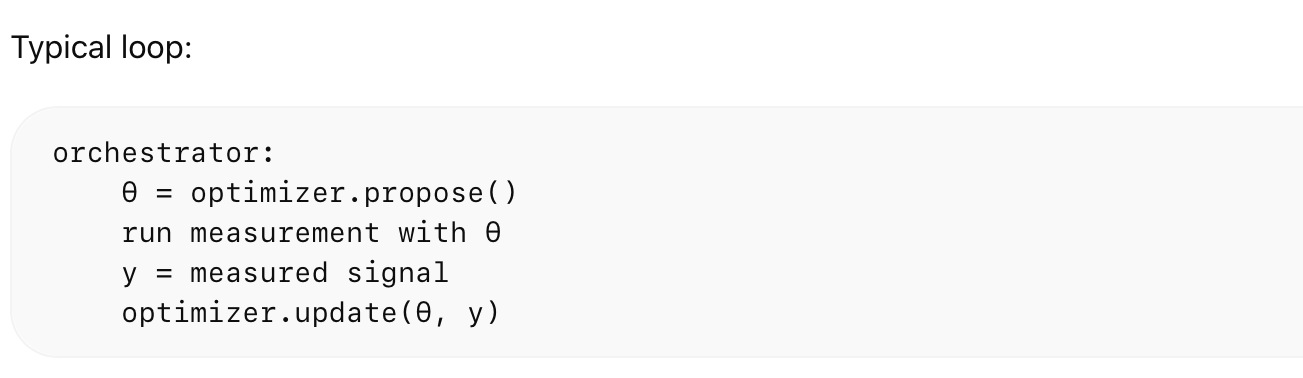 Typical loop:
orchestrator:
    θ = optimizer.propose()
    run measurement with θ
    y = measured signal
    optimizer.update(θ, y)